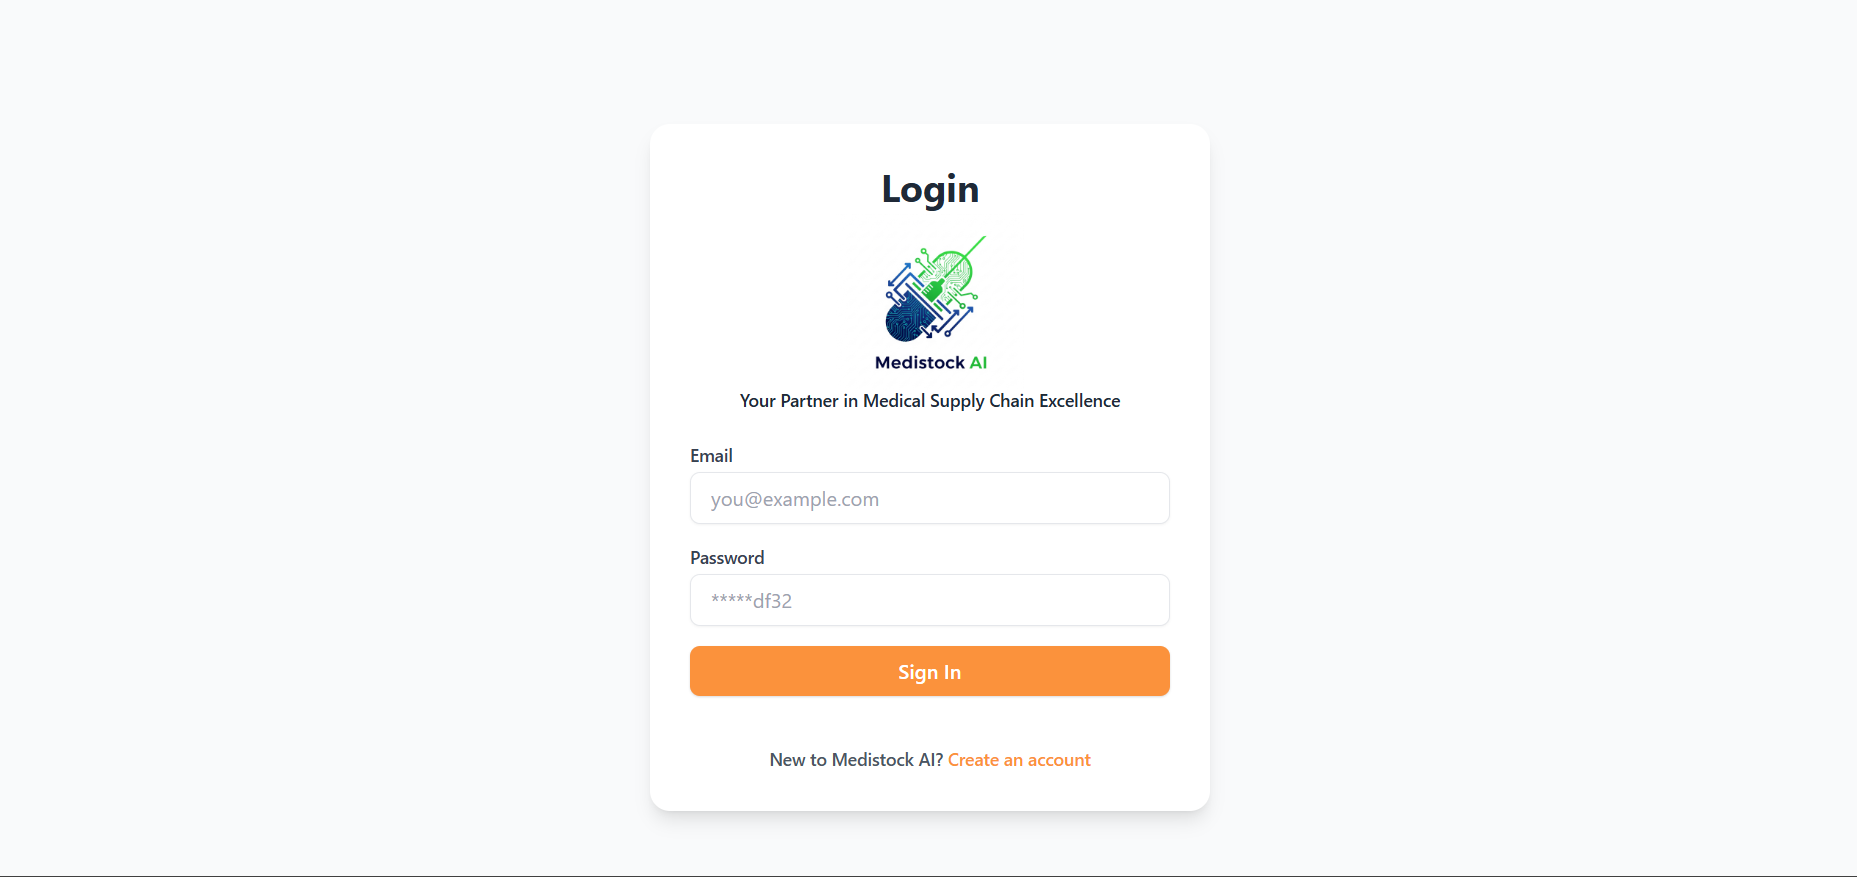 Login
Medistock AI
Your Partner in Medical Supply Chain Excellence
Email
you@example.com
Password
*****df32
Sign In
New to Medistock AI? Create an account